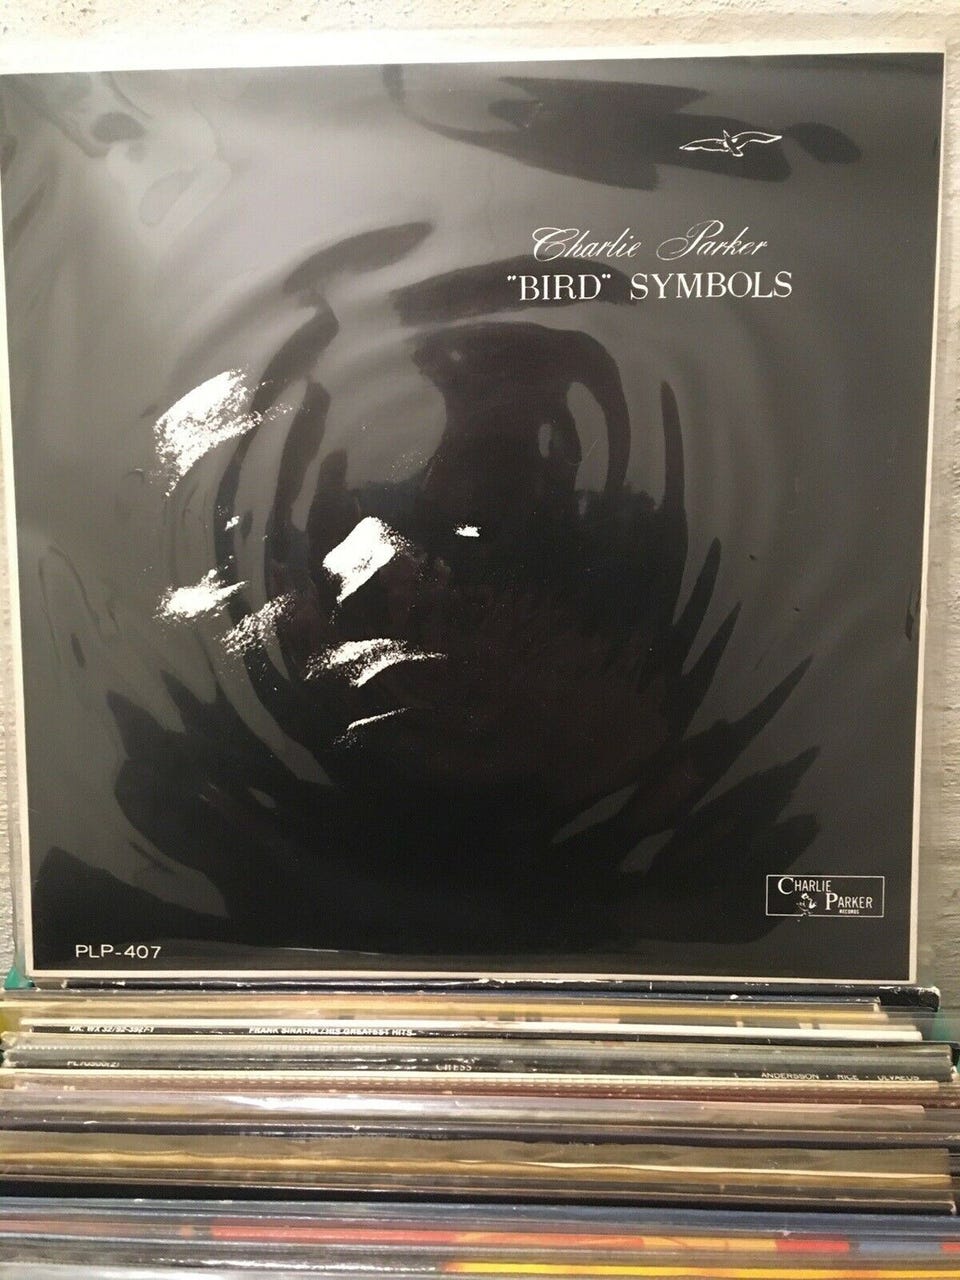 Charlie Parker
"BIRD" SYMBOLS
CHARLIE
PARKER
RECORDS
PLP-407
FRANK SINATRA/HIS GREATEST HITS
CHESS
ANDERSSON · RICE · ULVAEUS